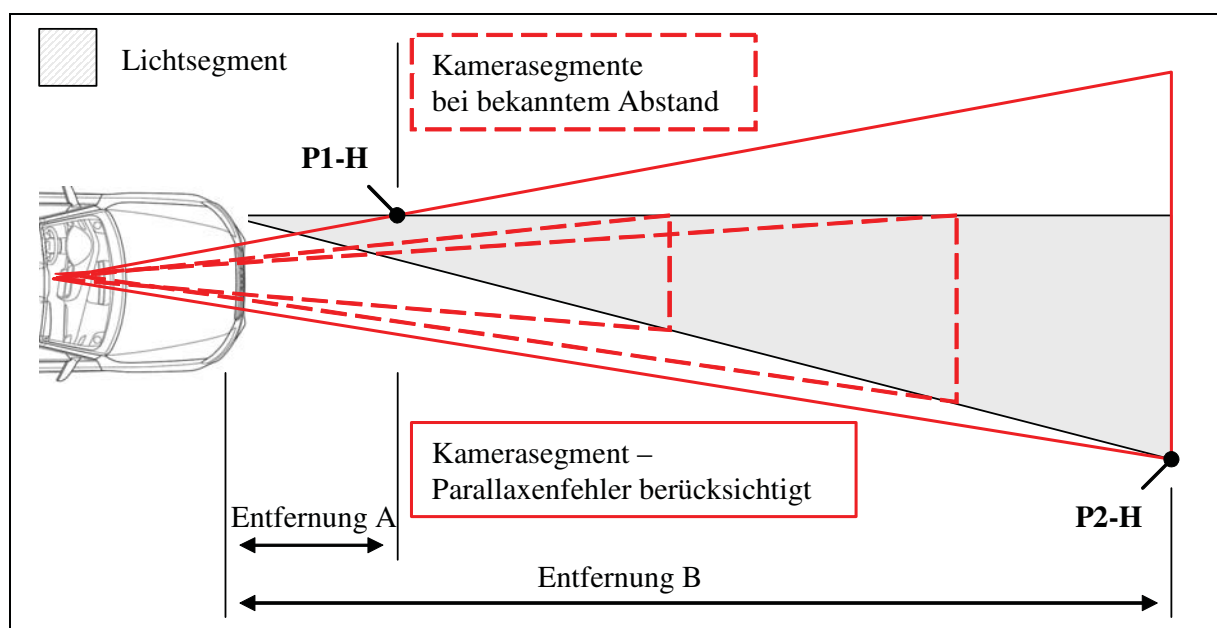 Lichtsegment
Kamerasegmente
bei bekanntem Abstand
P1-H
Kamerasegment –
Parallaxenfehler berücksichtigt
P2-H
Entfernung A
Entfernung B